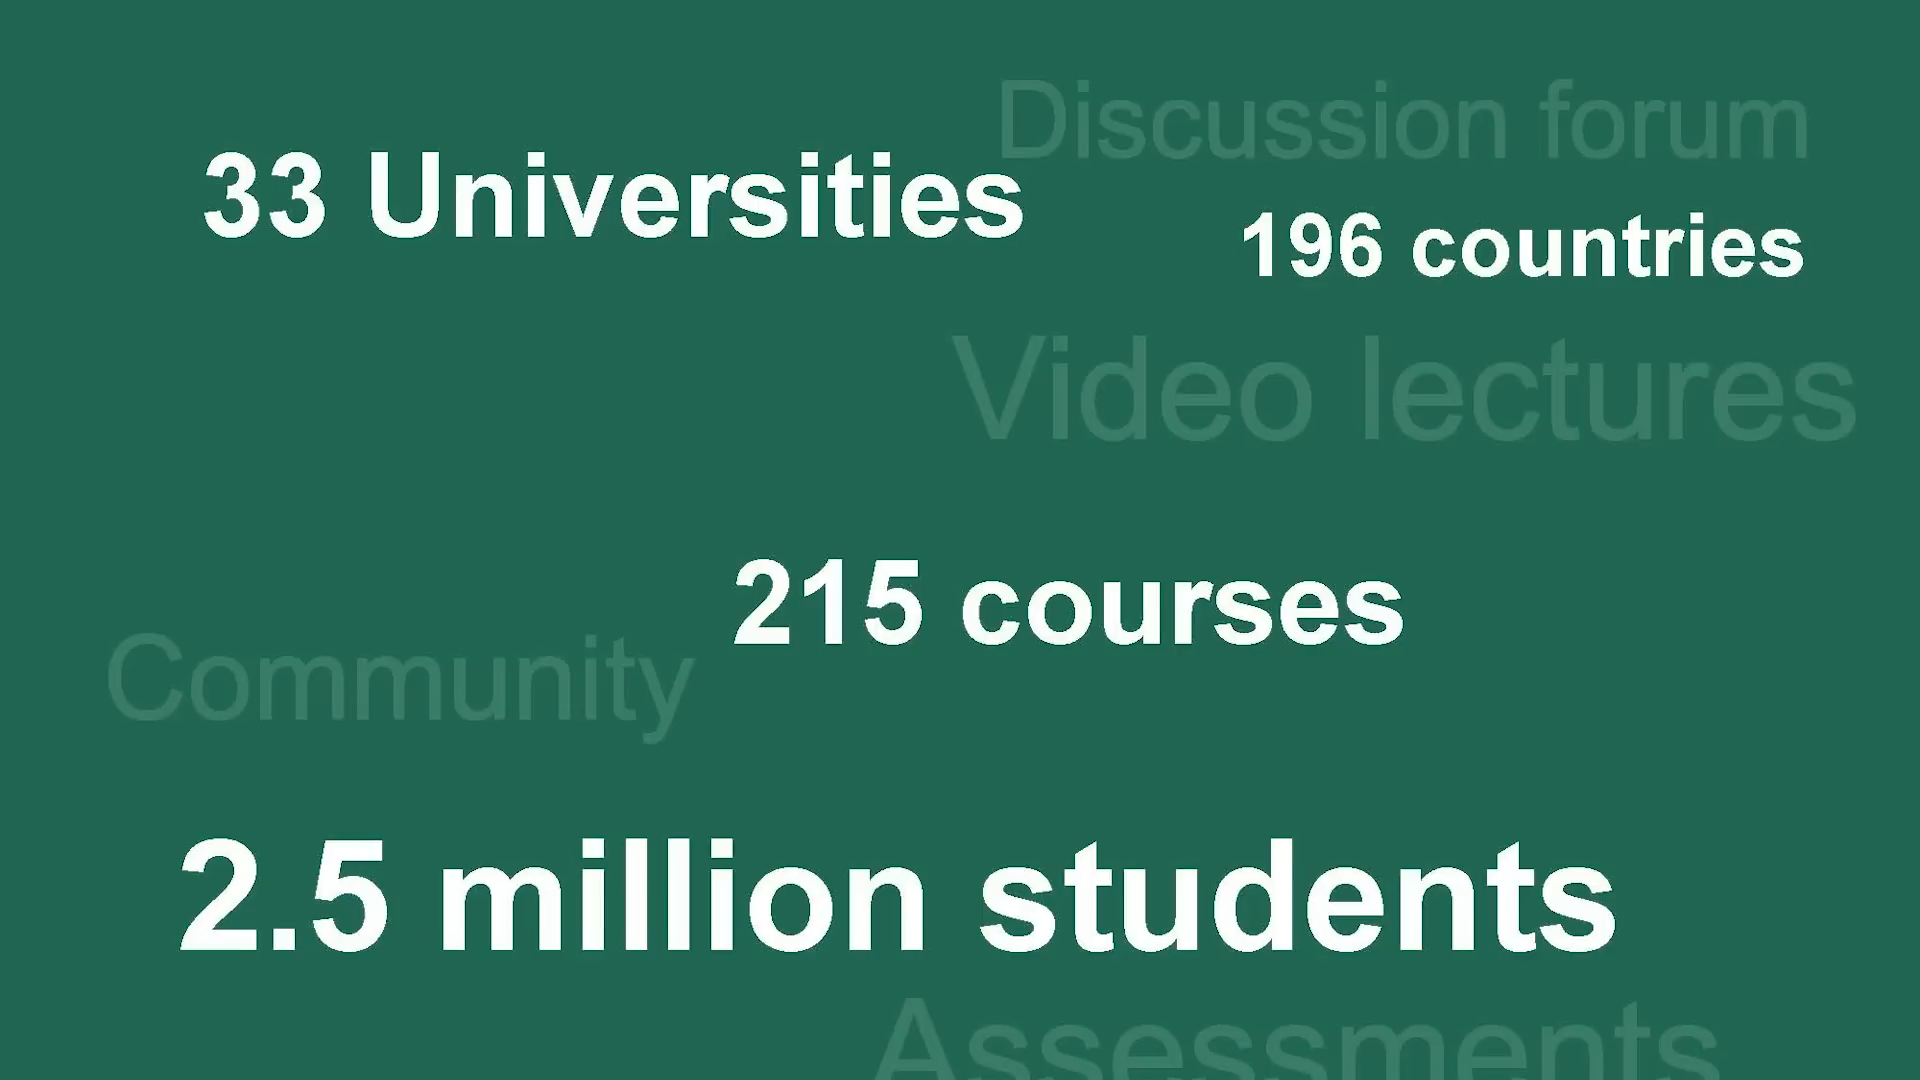 Discussion forum
33 Universities
196 countries
Video lectures
215 courses
Community
2.5 million students
Assessments